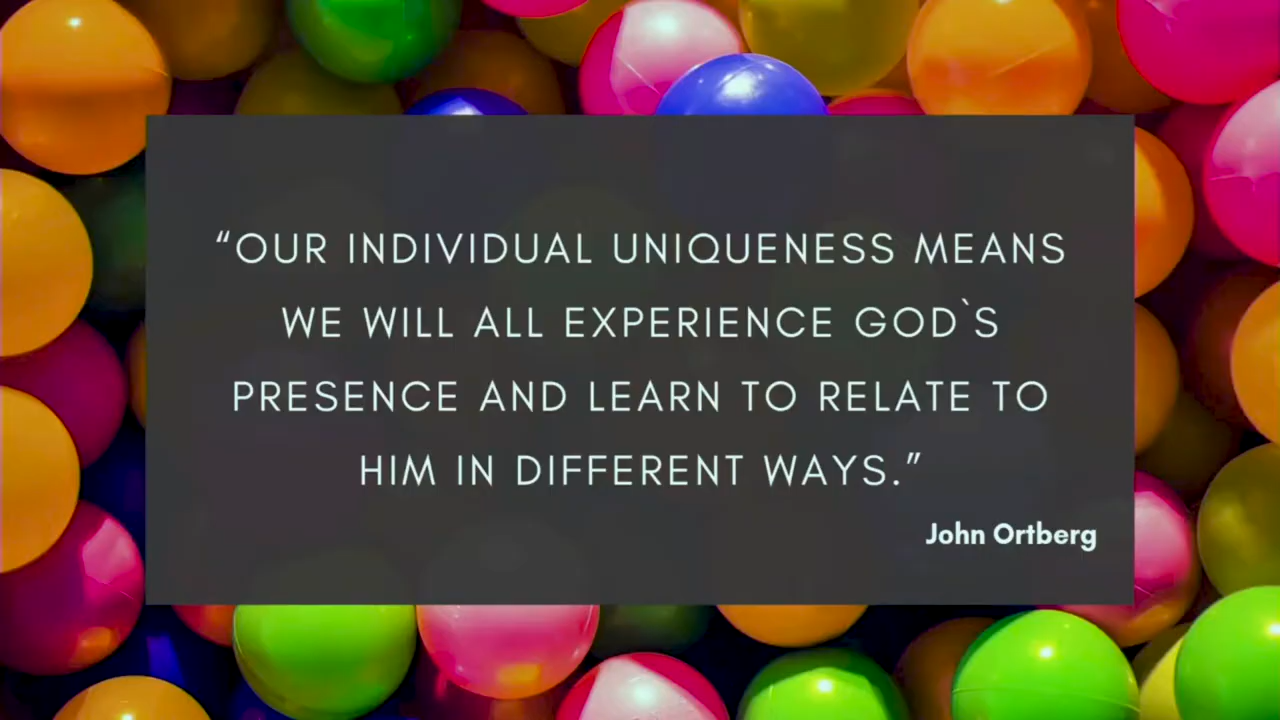 “OUR INDIVIDUAL UNIQUENESS MEANS
WE WILL ALL EXPERIENCE GOD`S
PRESENCE AND LEARN TO RELATE TO
HIM IN DIFFERENT WAYS.”
John Ortberg